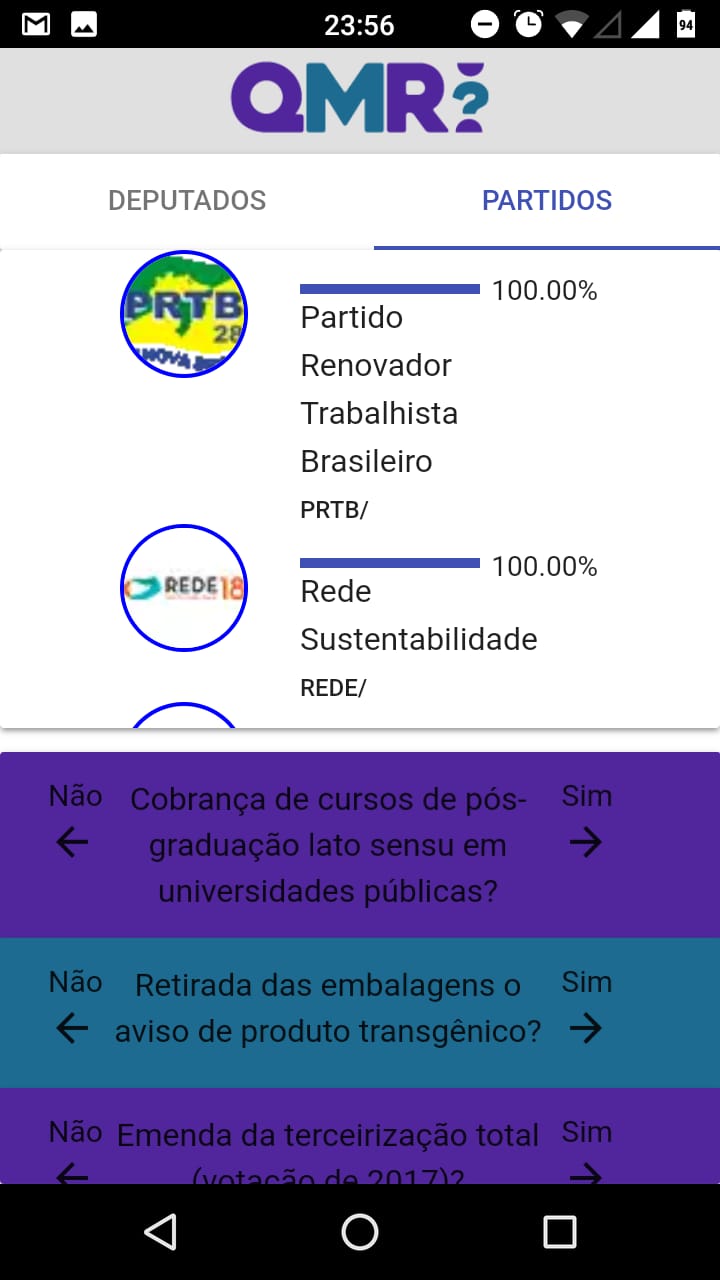 23:56
94
QMR?
DEPUTADOS
PARTIDOS
PRTB
28
100.00%
Partido
Renovador
Trabalhista
Brasileiro
PRTB/
REDE18
100.00%
Rede
Sustentabilidade
REDE/
Não
Cobrança de cursos de pós-
graduação lato sensu em
universidades públicas?
Sim
Não
Retirada das embalagens o
aviso de produto transgênico?
Sim
Não
Emenda da terceirização total
(votação de 2017)?
Sim